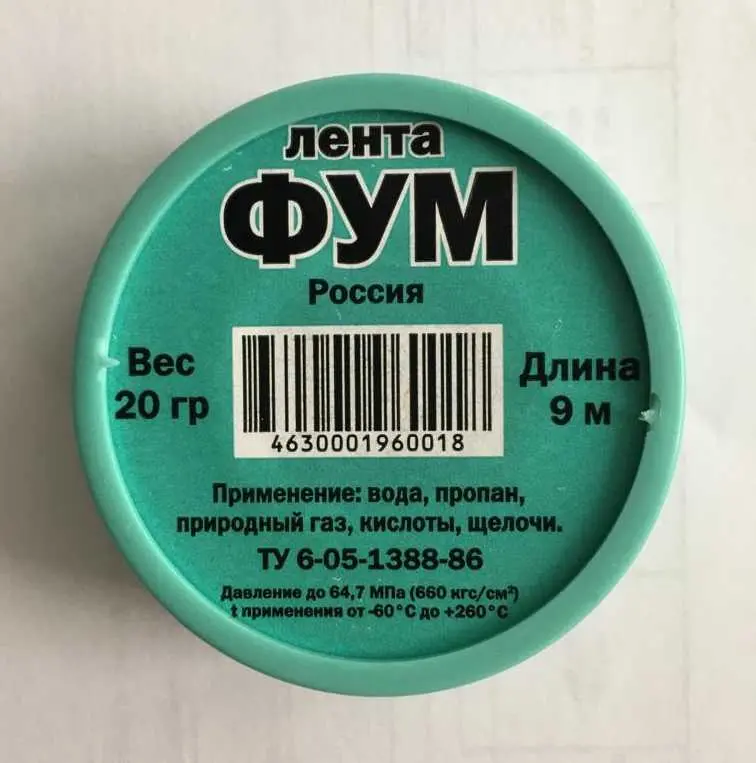 лента
ФУМ
Россия
Вес
20 гр
Длина
9 м
4630001960018
Применение: вода, пропан,
природный газ, кислоты, щелочи.
ТУ 6-05-1388-86
Давление до 64,7 МПа (660 кгс/см²)
t применения от -60°С до +260°С